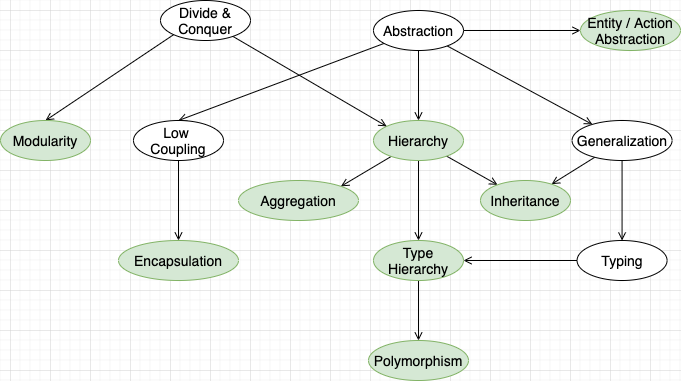 Divide &
Conquer
Abstraction
Entity / Action
Abstraction
Modularity
Low
Coupling
Hierarchy
Generalization
Aggregation
Inheritance
Encapsulation
Type
Hierarchy
Typing
Polymorphism